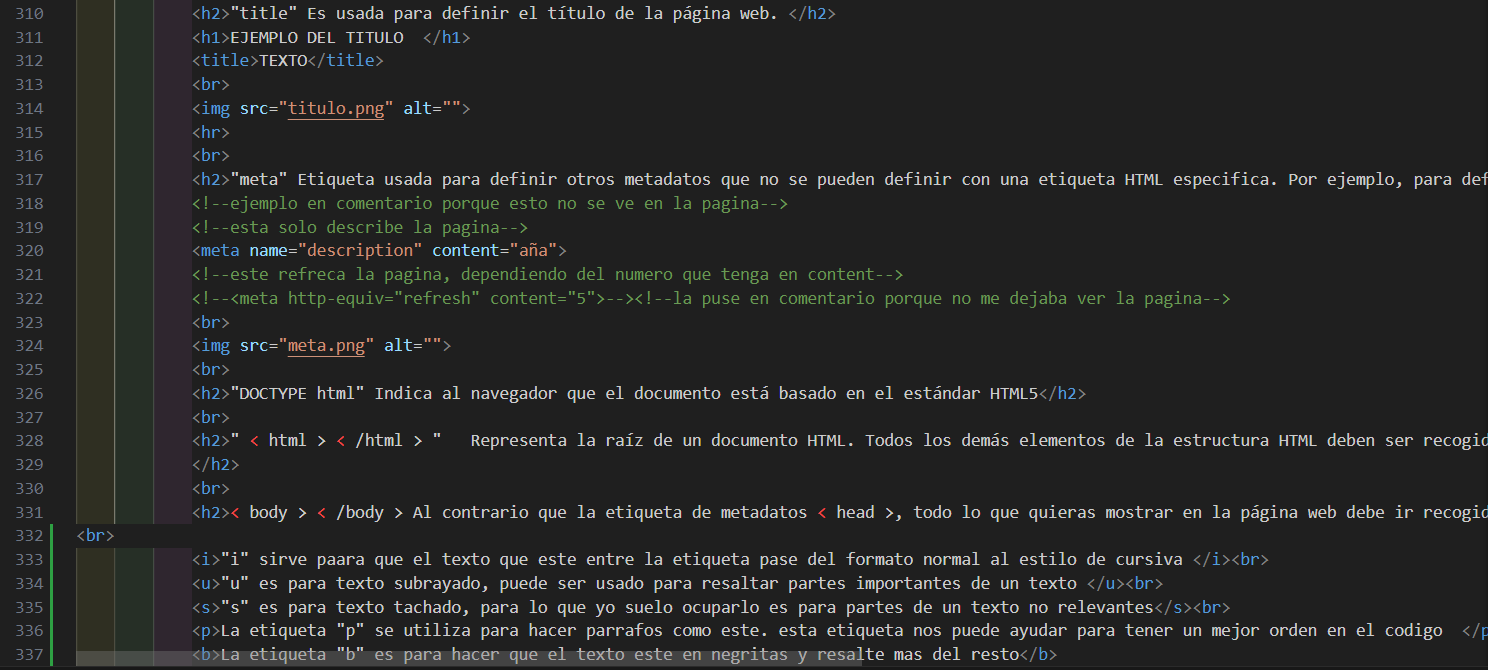 310 <h2>"title" Es usada para definir el título de la página web. </h2>
311 <h1>EJEMPLO DEL TITULO  </h1>
312 <title>TEXTO</title>
313 <br>
314 <img src="titulo.png" alt="">
315 <hr>
316 <br>
317 <h2>"meta" Etiqueta usada para definir otros metadatos que no se pueden definir con una etiqueta HTML especifica. Por ejemplo, para def
318 <!--ejemplo en comentario porque esto no se ve en la pagina-->
319 <!--esta solo describe la pagina-->
320 <meta name="description" content="aña">
321 <!--este refreca la pagina, dependiendo del numero que tenga en content-->
322 <!--<meta http-equiv="refresh" content="5">--><!--la puse en comentario porque no me dejaba ver la pagina-->
323 <br>
324 <img src="meta.png" alt="">
325 <br>
326 <h2>"DOCTYPE html" Indica al navegador que el documento está basado en el estándar HTML5</h2>
327 <br>
328 <h2>" < html > < /html > "   Representa la raíz de un documento HTML. Todos los demás elementos de la estructura HTML deben ser recogid
329 </h2>
330 <br>
331 <h2>< body > < /body > Al contrario que la etiqueta de metadatos < head >, todo lo que quieras mostrar en la página web debe ir recogid
332 <br>
333 <i>"i" sirve paara que el texto que este entre la etiqueta pase del formato normal al estilo de cursiva </i><br>
334 <u>"u" es para texto subrayado, puede ser usado para resaltar partes importantes de un texto </u><br>
335 <s>"s" es para texto tachado, para lo que yo suelo ocuparlo es para partes de un texto no relevantes</s><br>
336 <p>La etiqueta "p" se utiliza para hacer parrafos como este. esta etiqueta nos puede ayudar para tener un mejor orden en el codigo  </p
337 <b>La etiqueta "b" es para hacer que el texto este en negritas y resalte mas del resto</b>